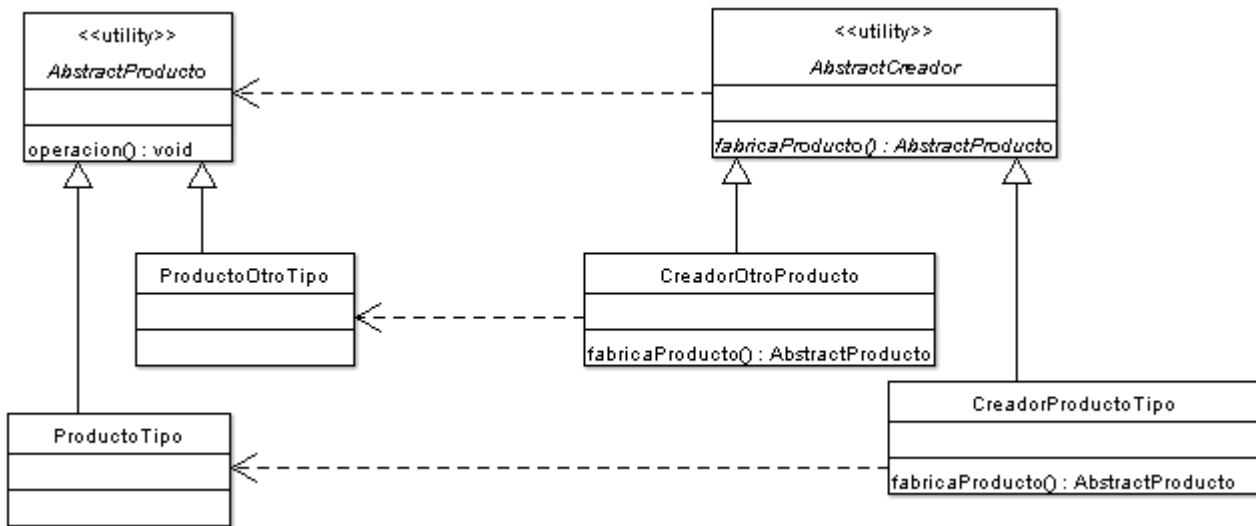 <<utility>>
AbstractProducto
operacion() : void
<<utility>>
AbstractCreador
fabricaProducto() : AbstractProducto
ProductoOtroTipo
CreadorOtroProducto
fabricaProducto() : AbstractProducto
ProductoTipo
CreadorProductoTipo
fabricaProducto() : AbstractProducto